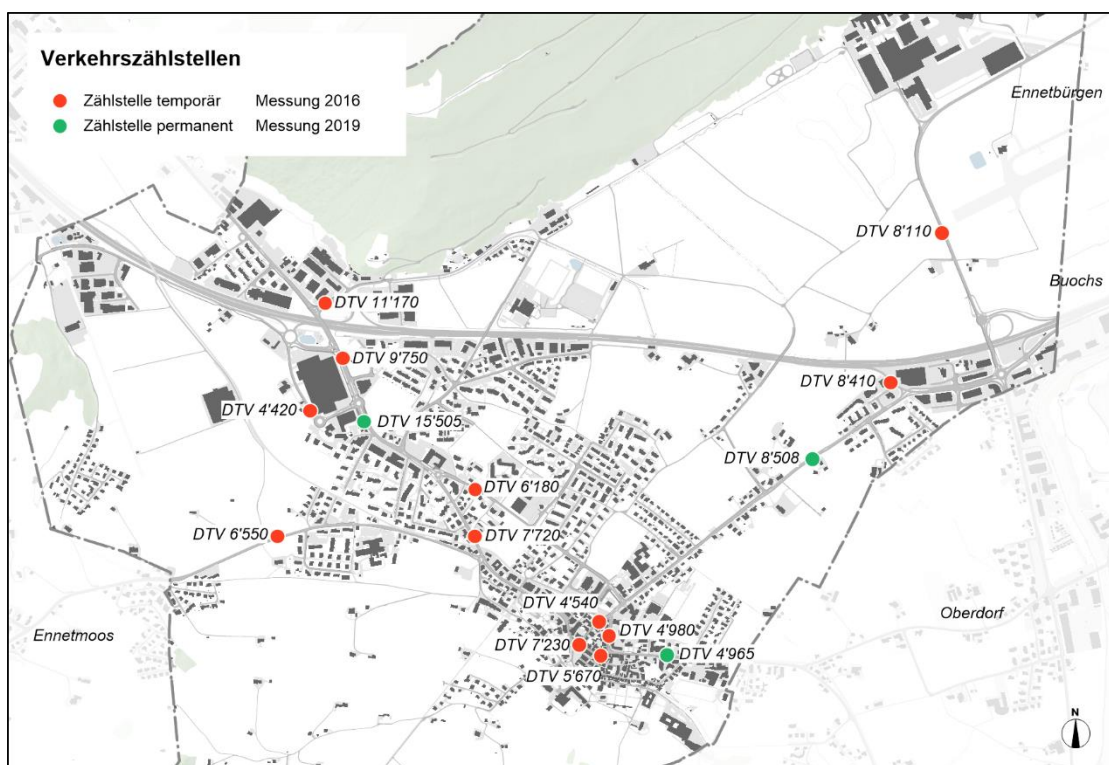 Verkehrszählstellen
Zählstelle temporär Messung 2016
Zählstelle permanent Messung 2019
Ennetbürgen
DTV 8'110
Buochs
DTV 11'170
DTV 9'750
DTV 8'410
DTV 4'420
DTV 15'505
DTV 8'508
DTV 6'180
DTV 6'550
DTV 7'720
DTV 4'540
Oberdorf
Ennetmoos
DTV 4'980
DTV 7'230
DTV 4'965
DTV 5'670
N